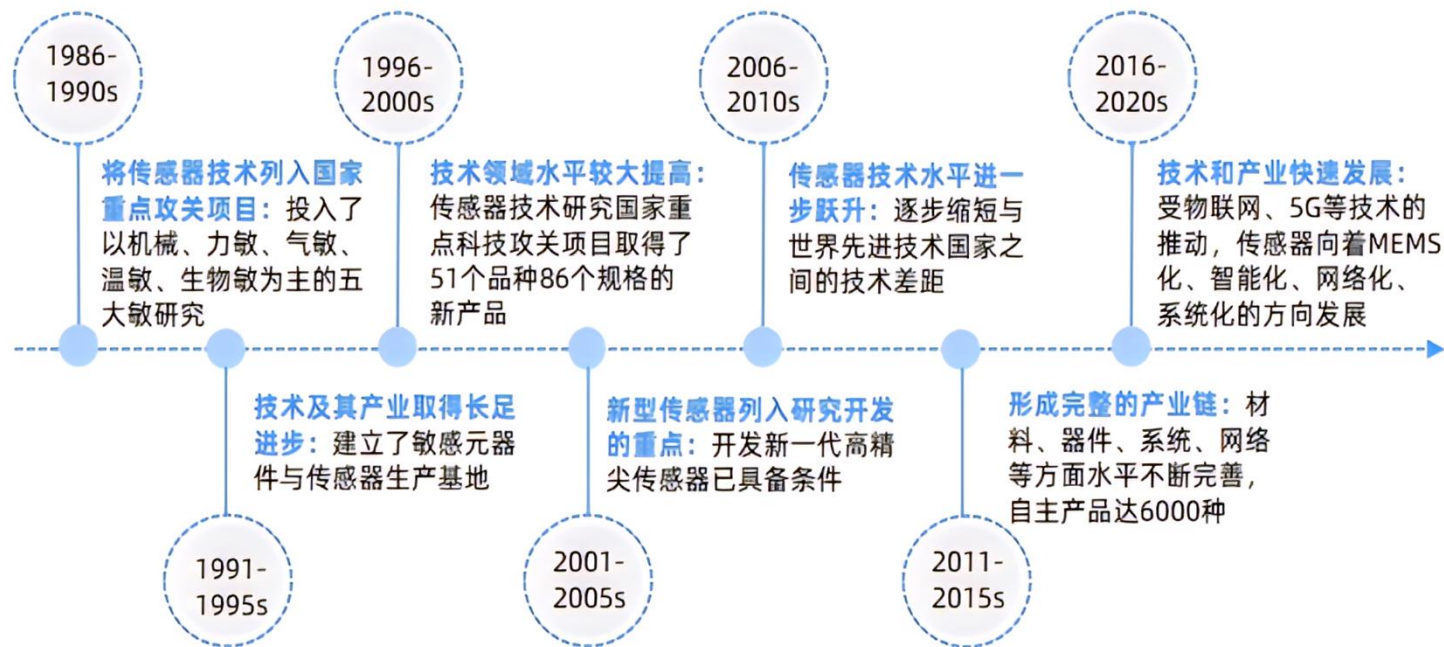 1986-
1990s
将传感器技术列入国家
重点攻关项目：投入了
以机械、力敏、气敏、
温敏、生物敏为主的五
大敏研究
1991-
1995s
技术及其产业取得长足
进步：建立了敏感元器
件与传感器生产基地
1996-
2000s
技术领域水平较大提高：
传感器技术研究国家重
点科技攻关项目取得了
51个品种86个规格的
新产品
2001-
2005s
新型传感器列入研究开发
的重点：开发新一代高精
尖传感器已具备条件
2006-
2010s
传感器技术水平进一
步跃升：逐步缩短与
世界先进技术国家之
间的技术差距
2011-
2015s
形成完整的产业链：材
料、器件、系统、网络
等方面水平不断完善，
自主产品达6000种
2016-
2020s
技术和产业快速发展：
受物联网、5G等技术的
推动，传感器向着MEMS
化、智能化、网络化、
系统化的方向发展